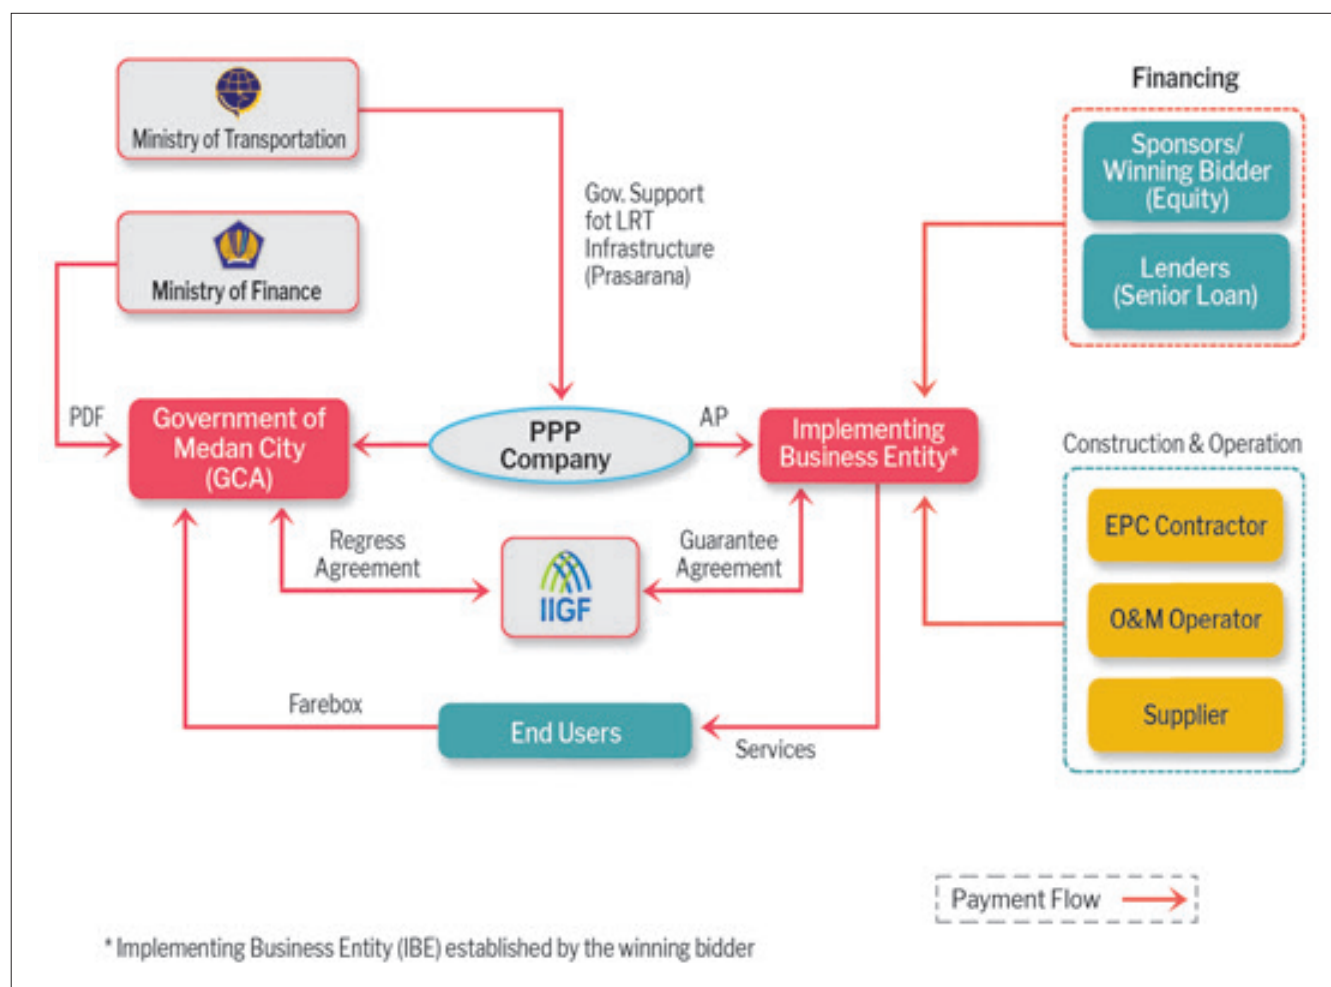 Ministry of Transportation
Ministry of Finance
Gov. Support
fot LRT
Infrastructure
(Prasarana)
Financing
Sponsors/
Winning Bidder
(Equity)
Lenders
(Senior Loan)
PDF
Government of
Medan City
(GCA)
PPP
Company
AP
Implementing
Business Entity*
Construction & Operation
EPC Contractor
O&M Operator
Supplier
Regress
Agreement
IIGF
Guarantee
Agreement
Farebox
End Users
Services
Payment Flow
* Implementing Business Entity (IBE) established by the winning bidder